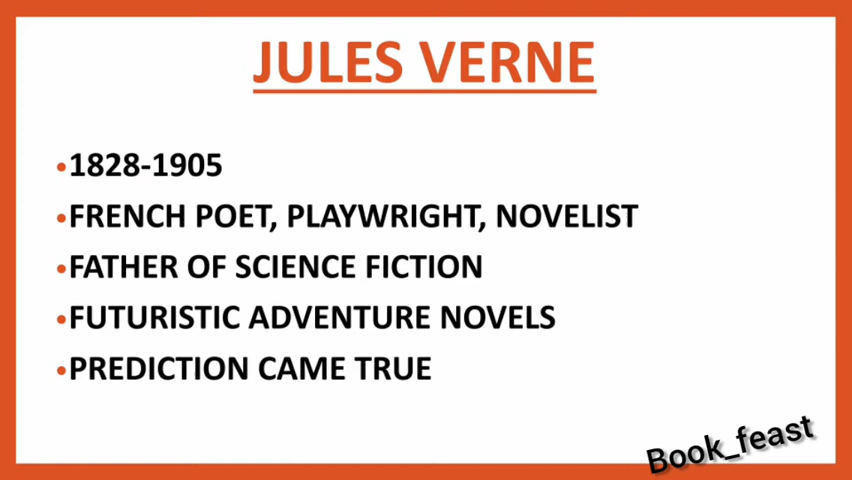 JULES VERNE
•1828-1905
•FRENCH POET, PLAYWRIGHT, NOVELIST
•FATHER OF SCIENCE FICTION
•FUTURISTIC ADVENTURE NOVELS
•PREDICTION CAME TRUE
Book_feast